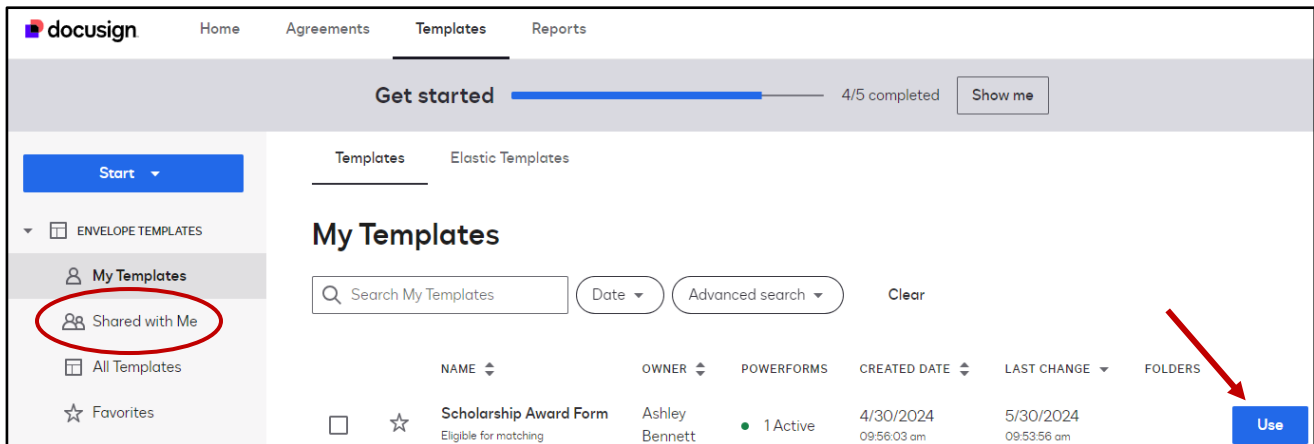 docusign Home Agreements Templates Reports
Get started 4/5 completed Show me
Start
Templates Elastic Templates
ENVELOPE TEMPLATES
My Templates
Shared with Me
All Templates
Favorites
My Templates
Search My Templates Date Advanced search Clear
NAME OWNER POWERFORMS CREATED DATE LAST CHANGE FOLDERS
Scholarship Award Form Ashley 1 Active 4/30/2024 5/30/2024 Use
Eligible for matching Bennett 09:56:03 am 09:53:56 am